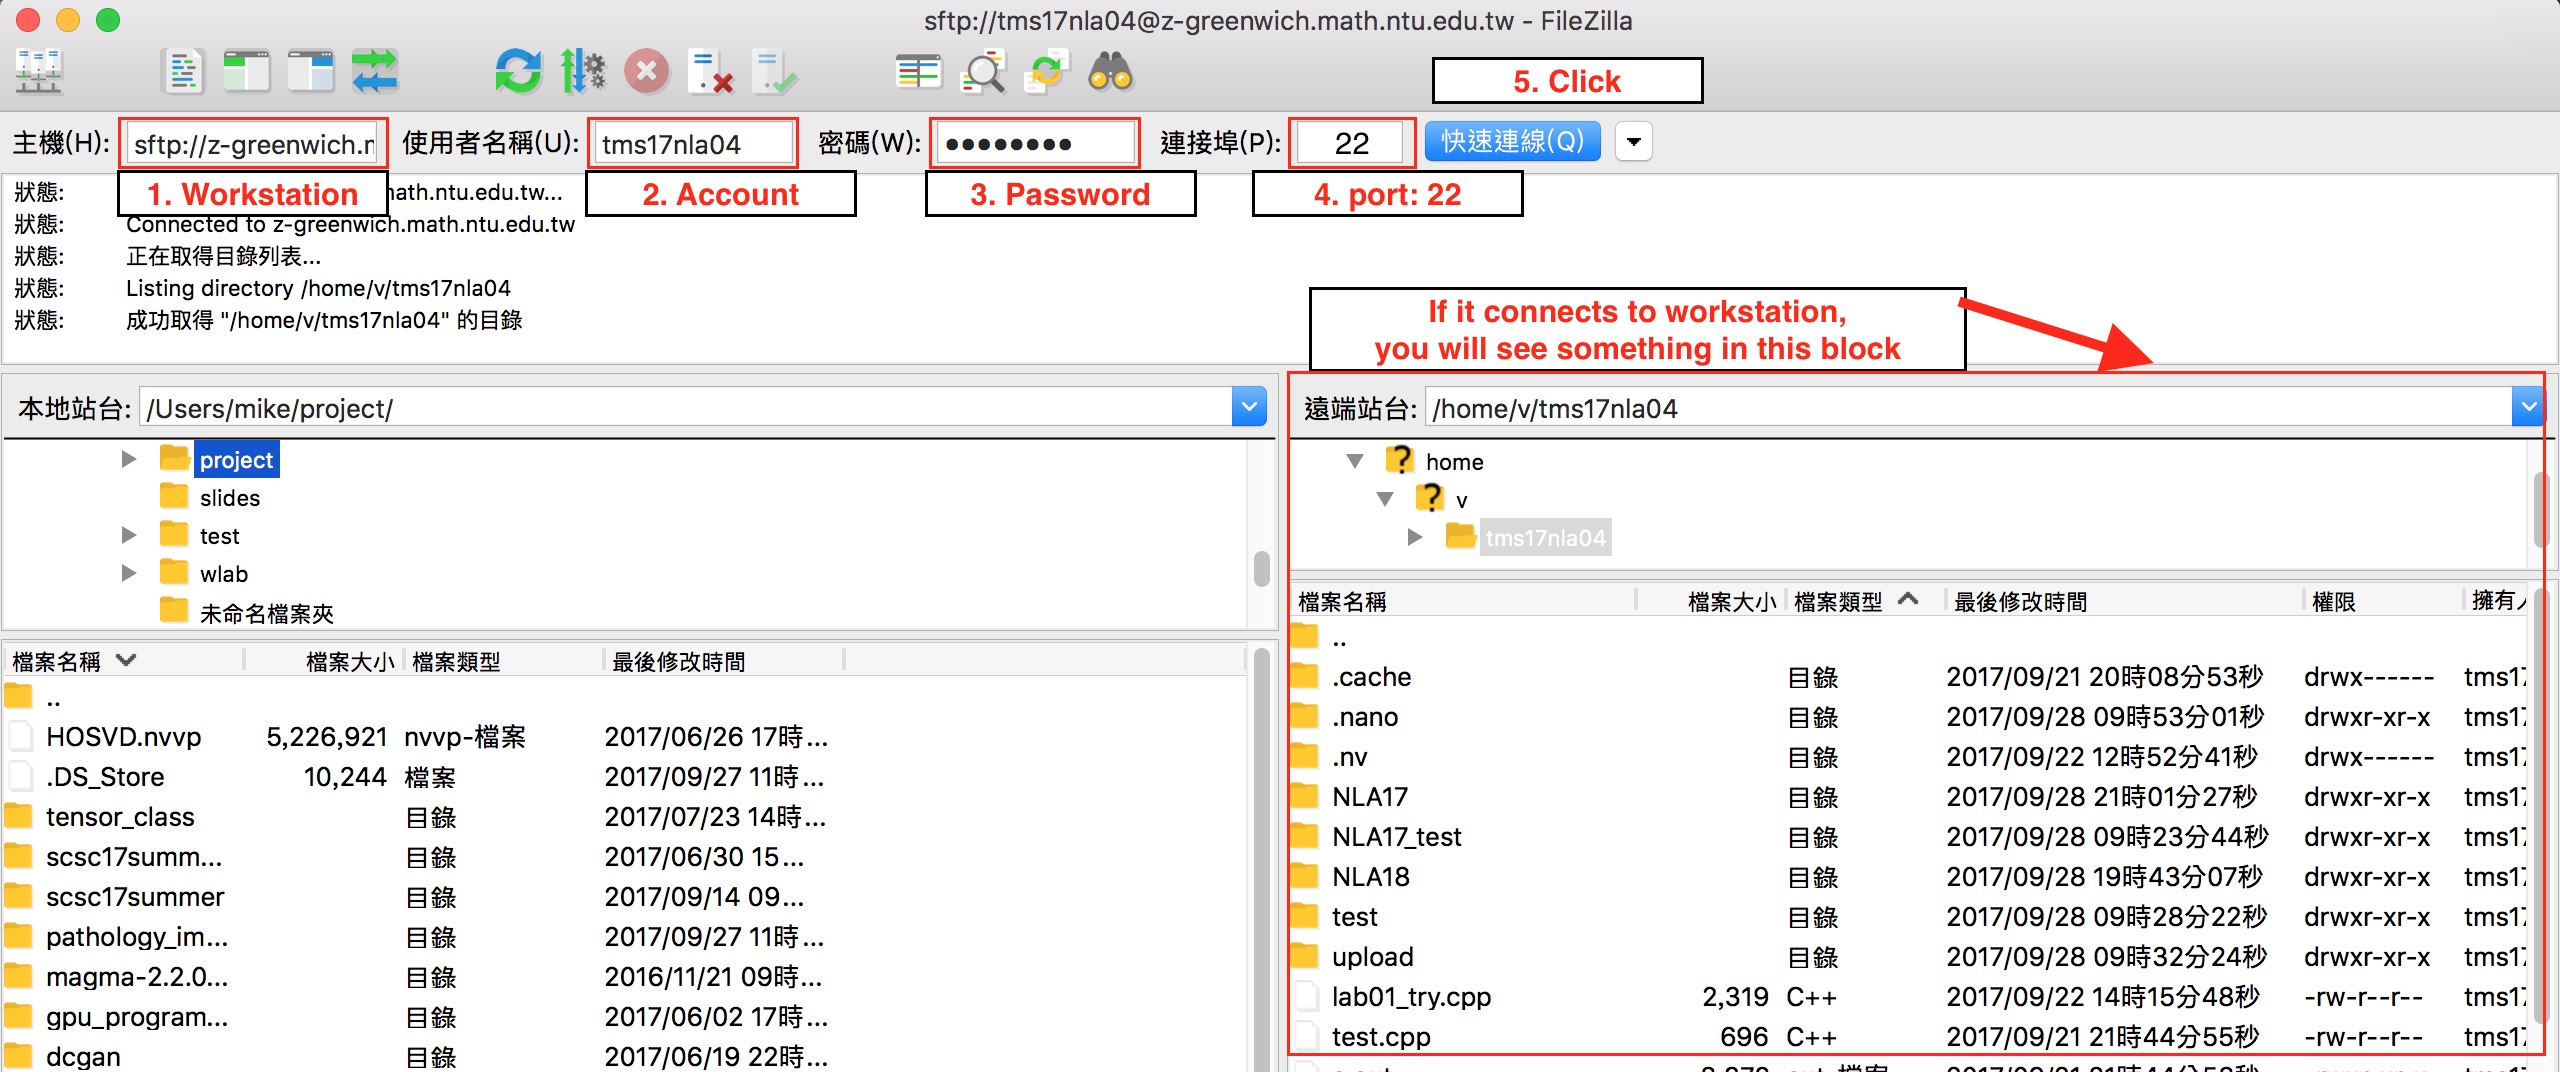 sftp://tms17nla04@z-greenwich.math.ntu.edu.tw - FileZilla
5. Click
主機(H): sftp://z-greenwich.n 使用者名稱(U): tms17nla04 密碼(W): ●●●●●●●● 連接埠(P): 22 快速連線(Q)
1. Workstation 2. Account 3. Password 4. port: 22
狀態: math.ntu.edu.tw...
狀態: Connected to z-greenwich.math.ntu.edu.tw
狀態: 正在取得目錄列表...
狀態: Listing directory /home/v/tms17nla04
狀態: 成功取得 "/home/v/tms17nla04" 的目錄
If it connects to workstation,
you will see something in this block
本地站台: /Users/mike/project/
project
slides
test
wlab
未命名檔案夾
檔案名稱 檔案大小 檔案類型 最後修改時間
..
HOSVD.nvvp 5,226,921 nvvp-檔案 2017/06/26 17時...
.DS_Store 10,244 檔案 2017/09/27 11時...
tensor_class 目錄 2017/07/23 14時...
scsc17summ... 目錄 2017/06/30 15...
scsc17summer 目錄 2017/09/14 09...
pathology_im... 目錄 2017/09/27 11時...
magma-2.2.0... 目錄 2016/11/21 09時...
gpu_program... 目錄 2017/06/02 17時...
dcgan 目錄 2017/06/19 22時...
遠端站台: /home/v/tms17nla04
home
v
tms17nla04
檔案名稱 檔案大小 檔案類型 最後修改時間 權限 擁有
..
.cache 目錄 2017/09/21 20時08分53秒 drwx------ tms17
.nano 目錄 2017/09/28 09時53分01秒 drwxr-xr-x tms17
.nv 目錄 2017/09/22 12時52分41秒 drwx------ tms17
NLA17 目錄 2017/09/28 21時01分27秒 drwxr-xr-x tms17
NLA17_test 目錄 2017/09/28 09時23分44秒 drwxr-xr-x tms17
NLA18 目錄 2017/09/28 19時43分07秒 drwxr-xr-x tms17
test 目錄 2017/09/28 09時28分22秒 drwxr-xr-x tms17
upload 目錄 2017/09/28 09時32分24秒 drwxr-xr-x tms17
lab01_try.cpp 2,319 C++ 2017/09/22 14時15分48秒 -rw-r--r-- tms17
test.cpp 696 C++ 2017/09/21 21時44分55秒 -rw-r--r-- tms17